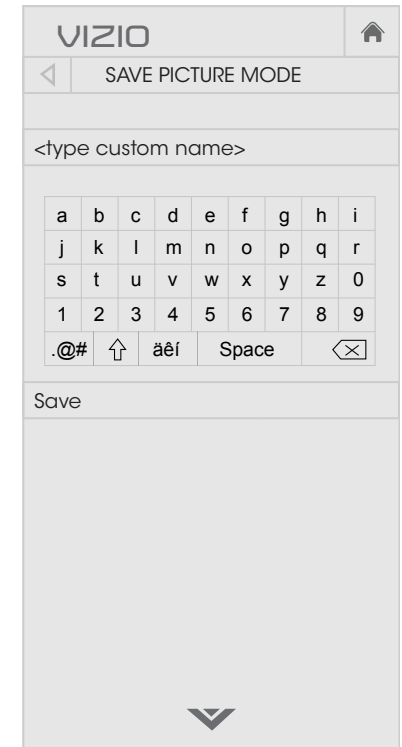 VIZIO
SAVE PICTURE MODE
<type custom name>
a b c d e f g h i
j k l m n o p q r
s t u v w x y z 0
1 2 3 4 5 6 7 8 9
.@# äêí Space
Save